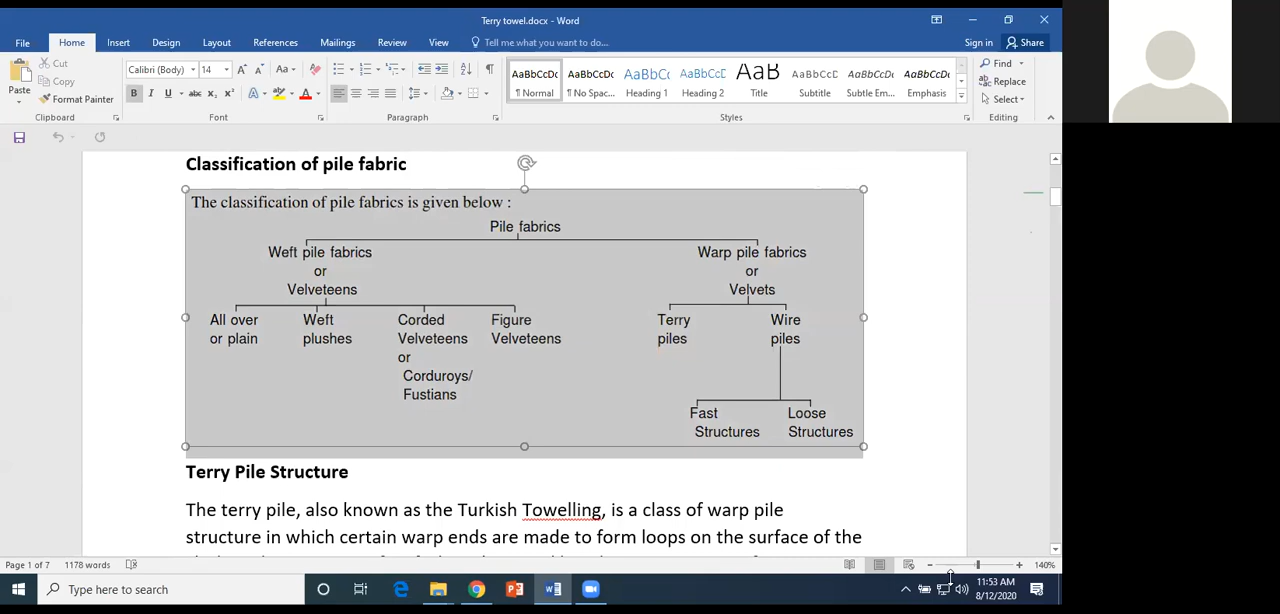 Terry towel.docx - Word
File Home Insert Design Layout References Mailings Review View Tell me what you want to do... Sign in Share
Paste Cut Calibri (Body) 14 A A Aa AaBbCcDc AaBbCcDc AaBbCc AaBbCcC AaB AaBbCcC AaBbCcDc AaBbCcDc Find
Copy Replace
Format Painter B I U abc x₂ x² A A ¶ Normal ¶ No Spac... Heading 1 Heading 2 Title Subtitle Subtle Em... Emphasis Select
Clipboard Font Paragraph Styles Editing
Classification of pile fabric
The classification of pile fabrics is given below :
Pile fabrics
Weft pile fabrics Warp pile fabrics
or or
Velveteens Velvets
All over Weft Corded Figure Terry Wire
or plain plushes Velveteens Velveteens piles piles
or
Corduroys/
Fustians
Fast Loose
Structures Structures
Terry Pile Structure
The terry pile, also known as the Turkish Towelling, is a class of warp pile
structure in which certain warp ends are made to form loops on the surface of the
Page 1 of 7 1168 words 140%
Type here to search 11:53 AM
8/12/2020